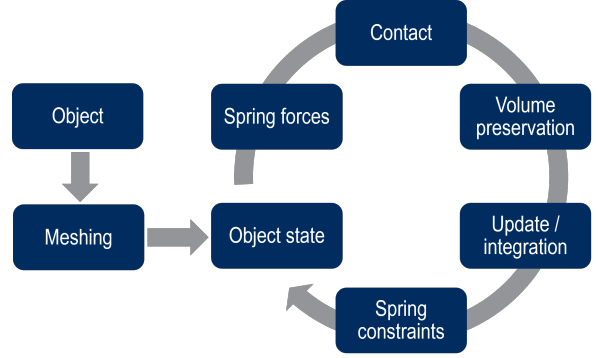 Object
Meshing
Object state
Spring forces
Contact
Volume
preservation
Update /
integration
Spring
constraints